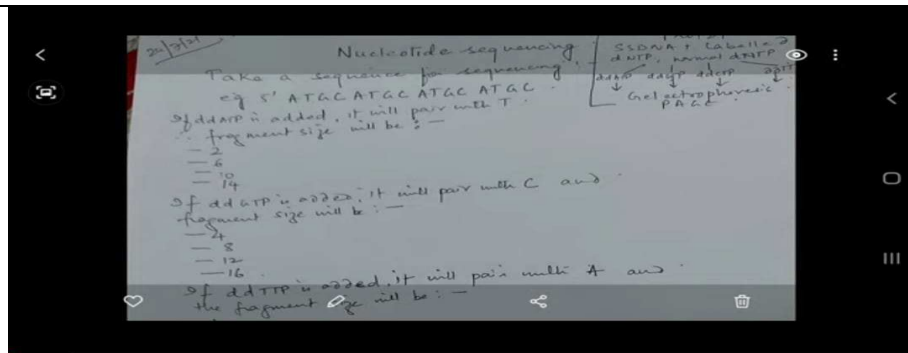 24/7/21
Nucleotide sequencing
SSDNA + Labelled
dNTP, normal dNTP
ddATP ddGTP ddCTP ddTTP
Gel electrophoresis
PAGE.
Take a sequence for sequencing.
eg 5' ATGC ATGC ATGC ATGC.
If ddATP is added, it will pair with T.
∴ fragment size will be :—
— 2
— 6
— 10
— 14
If ddGTP is added, it will pair with C and
fragment size will be :—
— 4
— 8
— 12
— 16.
If ddTTP is added, it will pair with A and
the fragment size will be :—